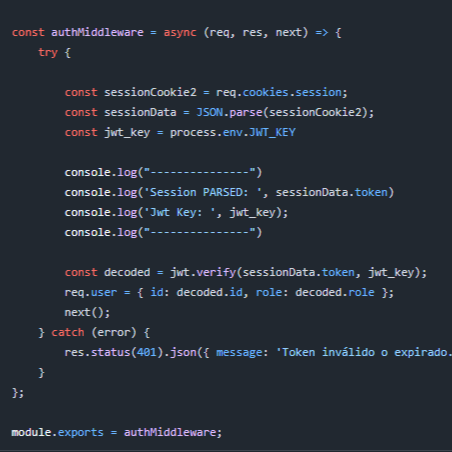 const authMiddleware = async (req, res, next) => {
try {
const sessionCookie2 = req.cookies.session;
const sessionData = JSON.parse(sessionCookie2);
const jwt_key = process.env.JWT_KEY
console.log("---------------")
console.log('Session PARSED: ', sessionData.token)
console.log('Jwt Key: ', jwt_key);
console.log("---------------")
const decoded = jwt.verify(sessionData.token, jwt_key);
req.user = { id: decoded.id, role: decoded.role };
next();
} catch (error) {
res.status(401).json({ message: 'Token inválido o expirado.
}
};
module.exports = authMiddleware;